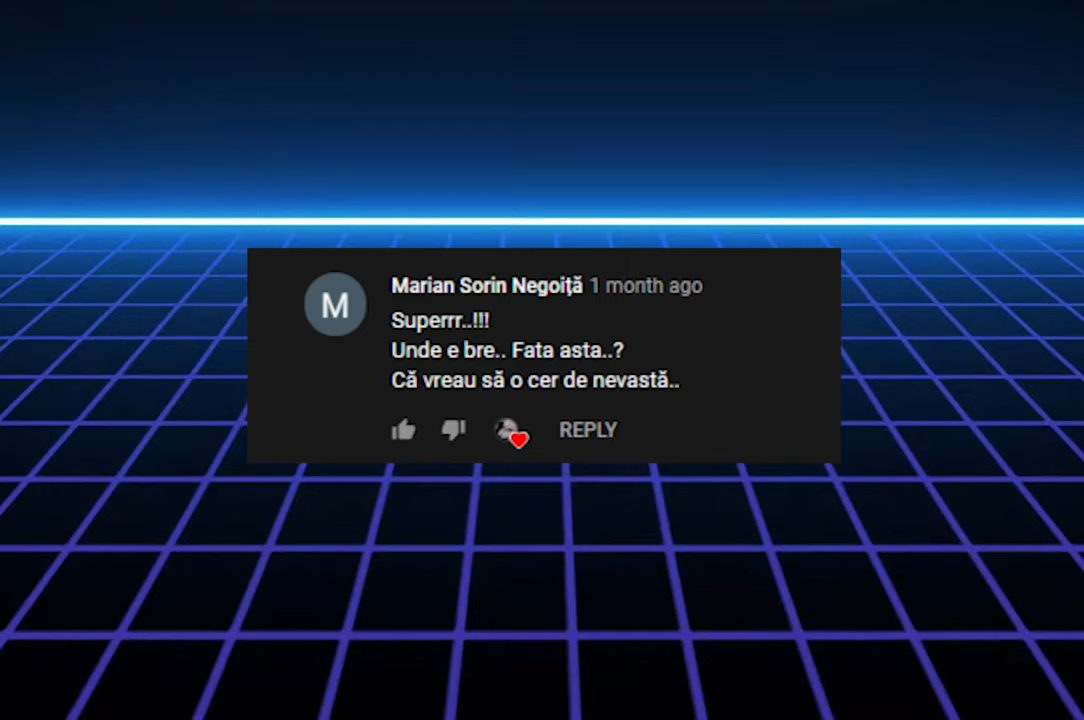 M
Marian Sorin Negoiță 1 month ago
Superrr..!!!
Unde e bre.. Fata asta..?
Că vreau să o cer de nevastă..
REPLY